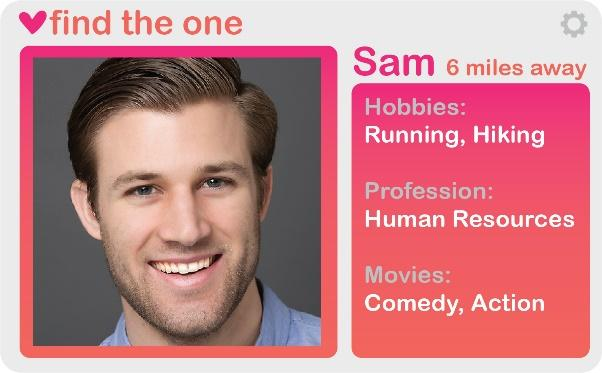 find the one
Sam 6 miles away
Hobbies:
Running, Hiking
Profession:
Human Resources
Movies:
Comedy, Action